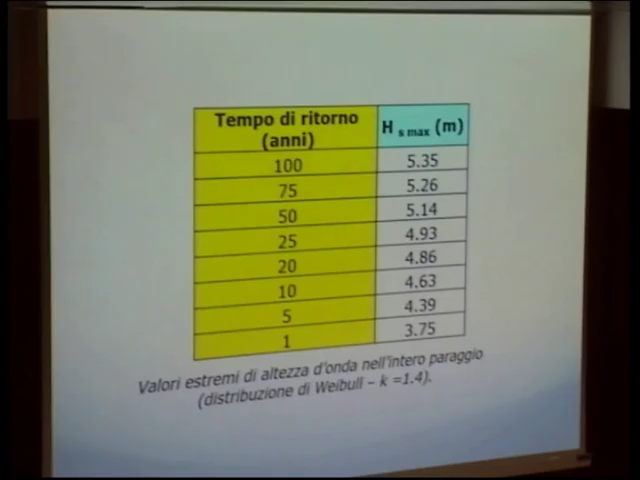 Tempo di ritorno (anni) H s max (m)
100 5.35
75 5.26
50 5.14
25 4.93
20 4.86
10 4.63
5 4.39
1 3.75
Valori estremi di altezza d'onda nell'intero paraggio
(distribuzione di Weibull – k =1.4).